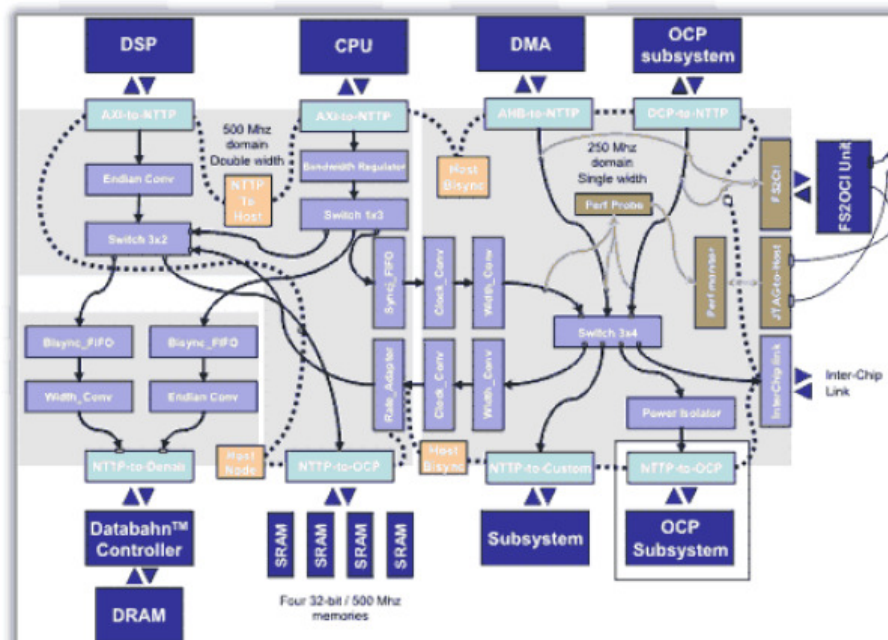 DSP
CPU
DMA
OCP
subsystem
AXI-to-NTTP
AXI-to-NTTP
AHB-to-NTTP
OCP-to-NTTP
500 Mhz
domain
Double width
250 Mhz
domain
Single width
Endian Conv
NTTP
To
Host
Bandwidth Regulator
Host
Bisync
FS2OCI
FS2OCI Unit
Switch 3x2
Switch 1x3
Perf Probe
Perf monitor
JTAG-to-Host
Sync_FIFO
Clock_Conv
Width_Conv
Switch 3x4
Bisync_FIFO
Bisync_FIFO
Rate_Adapter
Clock_Conv
Width_Conv
InterChip link
Inter-Chip
Link
Width_Conv
Endian Conv
Power Isolator
NTTP-to-Denali
Host
Node
NTTP-to-OCP
Host
Bisync
NTTP-to-Custom
NTTP-to-OCP
Databahn™
Controller
SRAM
SRAM
SRAM
SRAM
Subsystem
OCP
Subsystem
DRAM
Four 32-bit / 500 Mhz
memories